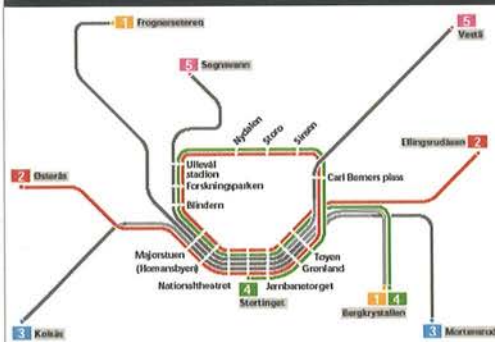 1 Frognerseteren
5 Vestli
5 Sognsvann
Nydalen
Storo
Sinsen
Ellingsrudåsen 2
Ullevål
stadion
Forskningsparken
Carl Berners plass
2 Østerås
Blindern
Majorstuen
(Homansbyen)
Tøyen
Grønland
Nationaltheatret
4
Stortinget
Jernbanetorget
1 4
Bergkrystallen
3 Kolsås
3 Mortensrud